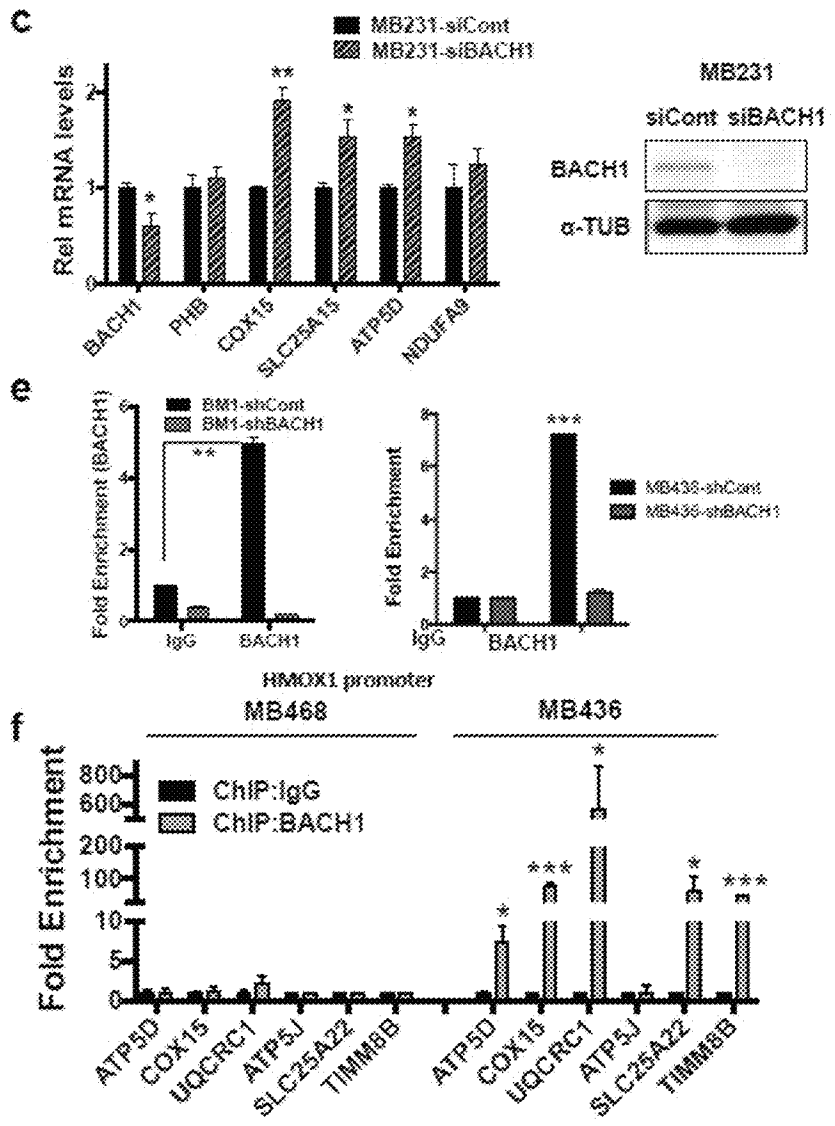 c
MB231-siCont
MB231-siBACH1
Rel mRNA levels
2
1
0
**
*
*
*
BACH1
PHB
COX15
SLC25A15
ATP5D
NDUFA9
MB231
siCont siBACH1
BACH1
α-TUB
e
Fold Enrichment (BACH1)
6
4
2
0
BM1-shCont
BM1-shBACH1
**
IgG
BACH1
Fold Enrichment
8
6
4
2
0
***
MB436-shCont
MB436-shBACH1
IgG
BACH1
HMOX1 promoter
f
MB468
MB436
Fold Enrichment
800
600
200
100
10
5
0
ChIP:IgG
ChIP:BACH1
*
***
*
*
***
ATP5D
COX15
UQCRC1
ATP5J
SLC25A22
TIMM8B
ATP5D
COX15
UQCRC1
ATP5J
SLC25A22
TIMM8B